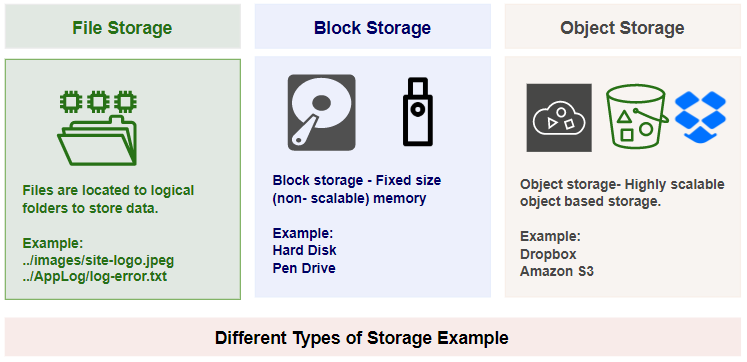 File Storage
Block Storage
Object Storage
Files are located to logical
folders to store data.
Example:
../images/site-logo.jpeg
../AppLog/log-error.txt
Block storage - Fixed size
(non- scalable) memory
Example:
Hard Disk
Pen Drive
Object storage- Highly scalable
object based storage.
Example:
Dropbox
Amazon S3
Different Types of Storage Example